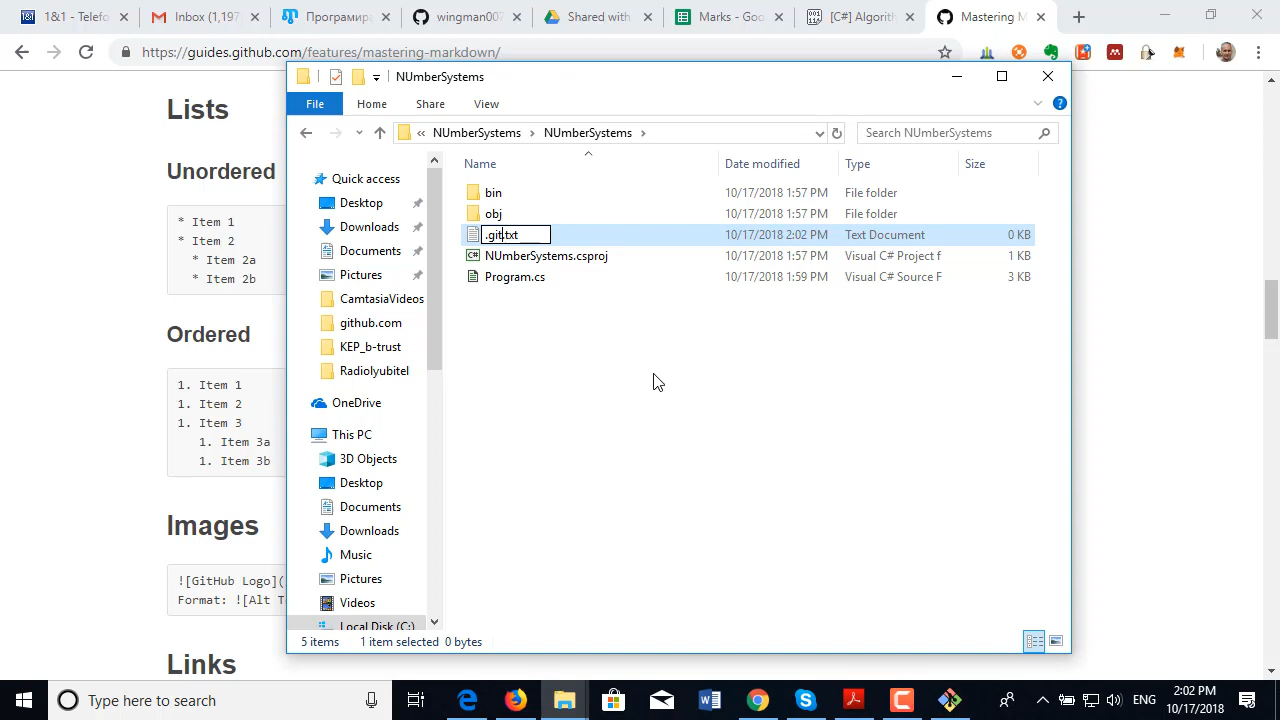 1&1 - Telefo
Inbox (1,197
Програмира
wingman007
Shared with
Marks - Goo
[C#] Algorith
Mastering M
https://guides.github.com/features/mastering-markdown/
Lists
Unordered
* Item 1
* Item 2
* Item 2a
* Item 2b
Ordered
1. Item 1
1. Item 2
1. Item 3
1. Item 3a
1. Item 3b
Images
![GitHub Logo](
Format: ![Alt T
Links
NUmberSystems
File
Home
Share
View
« NUmberSystems > NUmberSystems >
Search NUmberSystems
Name
Date modified
Type
Size
Quick access
Desktop
Downloads
Documents
Pictures
CamtasiaVideos
github.com
KEP_b-trust
Radiolyubitel
OneDrive
This PC
3D Objects
Desktop
Documents
Downloads
Music
Pictures
Videos
Local Disk (C:)
bin 10/17/2018 1:57 PM File folder
obj 10/17/2018 1:57 PM File folder
.git.txt 10/17/2018 2:02 PM Text Document 0 KB
NUmberSystems.csproj 10/17/2018 1:57 PM Visual C# Project f 1 KB
Program.cs 10/17/2018 1:59 PM Visual C# Source F 3 KB
5 items 1 item selected 0 bytes
Type here to search
ENG
2:02 PM
10/17/2018